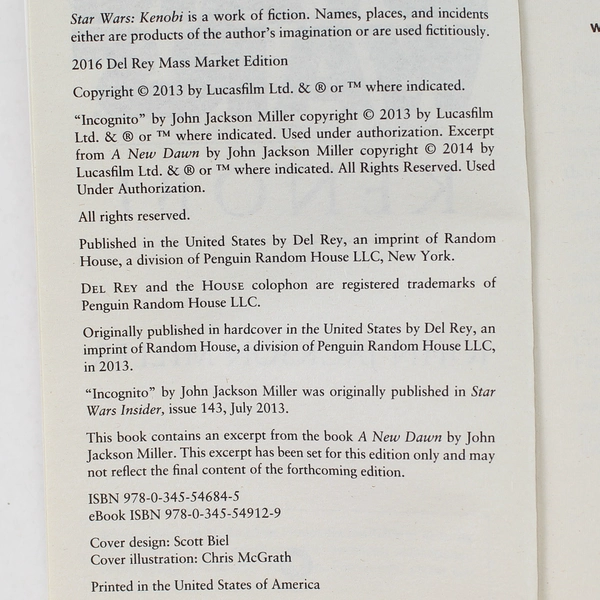 Star Wars: Kenobi is a work of fiction. Names, places, and incidents
either are products of the author's imagination or are used fictitiously.
2016 Del Rey Mass Market Edition
Copyright © 2013 by Lucasfilm Ltd. & ® or ™ where indicated.
“Incognito” by John Jackson Miller copyright © 2013 by Lucasfilm
Ltd. & ® or ™ where indicated. Used under authorization. Excerpt
from A New Dawn by John Jackson Miller copyright © 2014 by
Lucasfilm Ltd. & ® or ™ where indicated. All Rights Reserved. Used
Under Authorization.
All rights reserved.
Published in the United States by Del Rey, an imprint of Random
House, a division of Penguin Random House LLC, New York.
DEL REY and the HOUSE colophon are registered trademarks of
Penguin Random House LLC.
Originally published in hardcover in the United States by Del Rey, an
imprint of Random House, a division of Penguin Random House LLC,
in 2013.
“Incognito” by John Jackson Miller was originally published in Star
Wars Insider, issue 143, July 2013.
This book contains an excerpt from the book A New Dawn by John
Jackson Miller. This excerpt has been set for this edition only and may
not reflect the final content of the forthcoming edition.
ISBN 978-0-345-54684-5
eBook ISBN 978-0-345-54912-9
Cover design: Scott Biel
Cover illustration: Chris McGrath
Printed in the United States of America